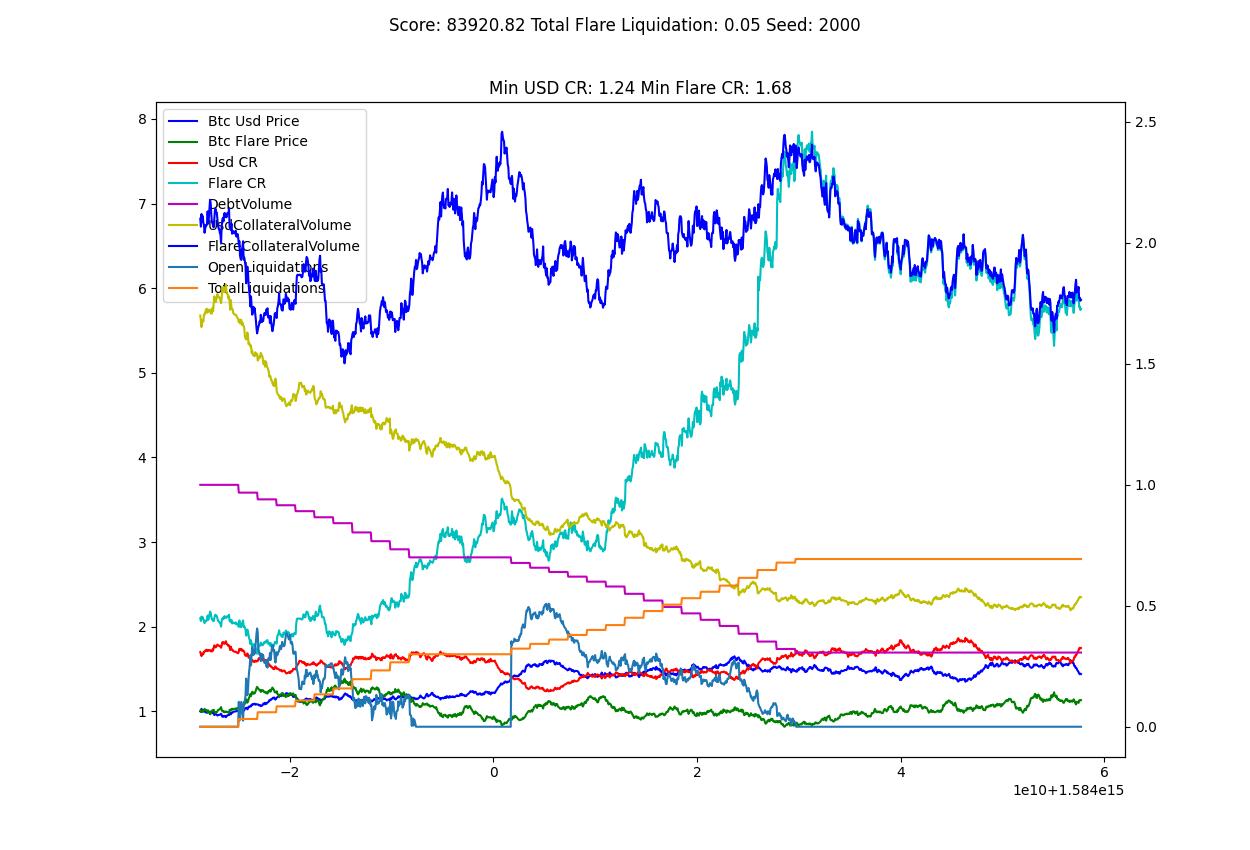 Score: 83920.82 Total Flare Liquidation: 0.05 Seed: 2000
Min USD CR: 1.24 Min Flare CR: 1.68
Btc Usd Price
Btc Flare Price
Usd CR
Flare CR
DebtVolume
UsdCollateralVolume
FlareCollateralVolume
OpenLiquidations
TotalLiquidations
8
7
6
5
4
3
2
1
2.5
2.0
1.5
1.0
0.5
0.0
−2
0
2
4
6
1e10+1.584e15